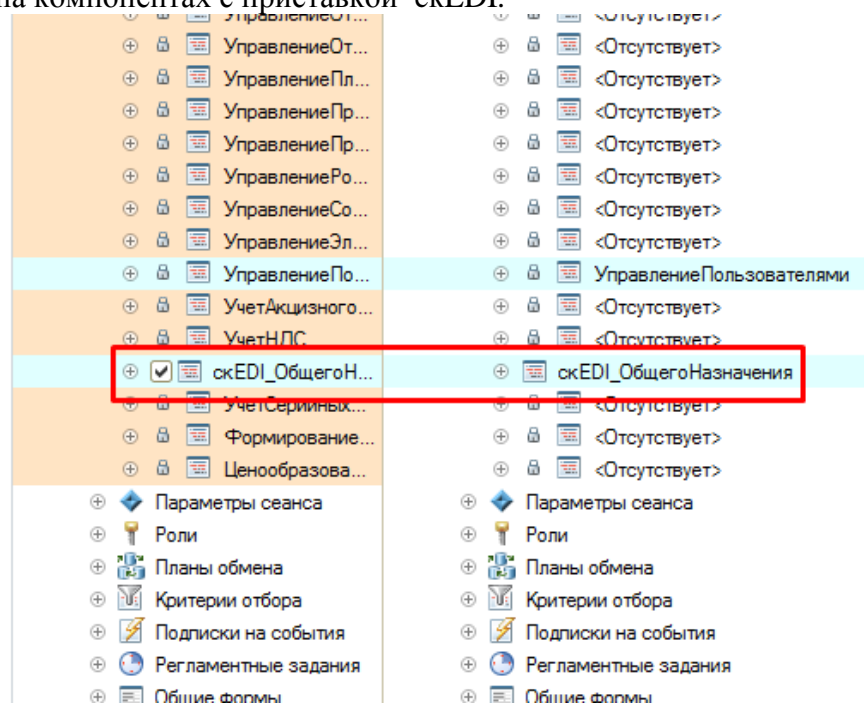 на компонентах с приставкой скEDI.
УправлениеОт... <Отсутствует>
УправлениеОт... <Отсутствует>
УправлениеПл... <Отсутствует>
УправлениеПр... <Отсутствует>
УправлениеПр... <Отсутствует>
УправлениеРо... <Отсутствует>
УправлениеСо... <Отсутствует>
УправлениеЭл... <Отсутствует>
УправлениеПо... УправлениеПользователями
УчетАкцизного... <Отсутствует>
УчетНДС <Отсутствует>
скEDI_ОбщегоН... скEDI_ОбщегоНазначения
УчетСерийных... <Отсутствует>
Формирование... <Отсутствует>
Ценообразова... <Отсутствует>
Параметры сеанса Параметры сеанса
Роли Роли
Планы обмена Планы обмена
Критерии отбора Критерии отбора
Подписки на события Подписки на события
Регламентные задания Регламентные задания
Общие формы Общие формы